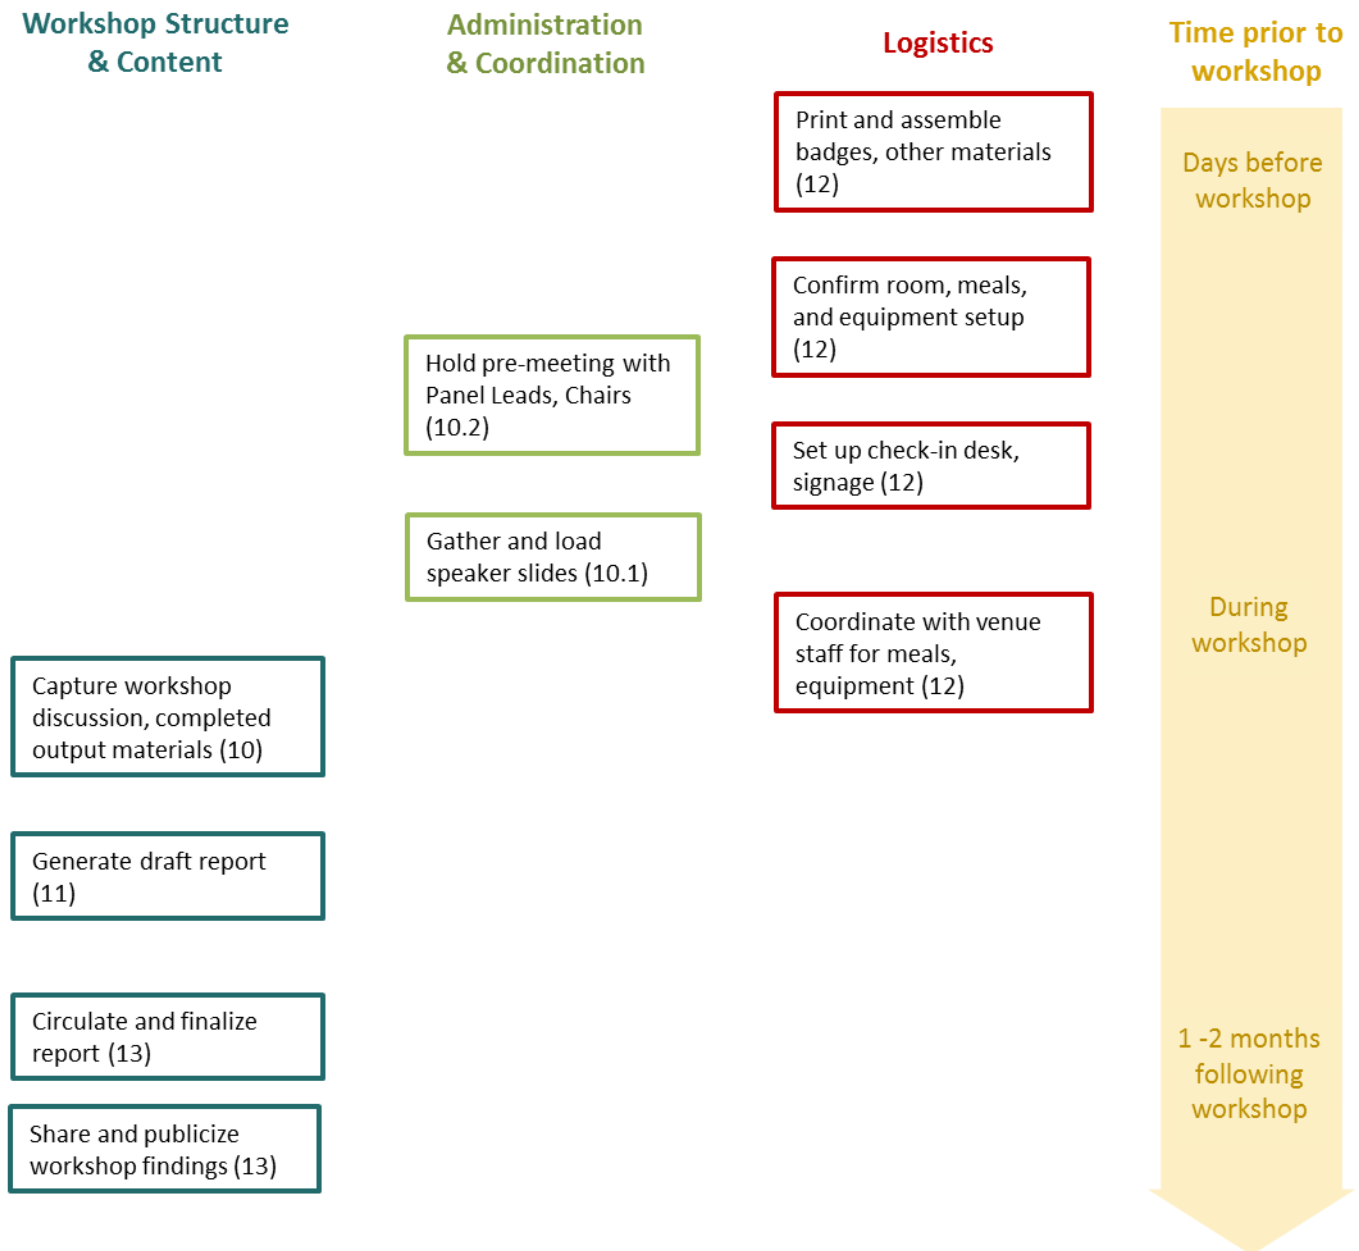 Workshop Structure
& Content
Administration
& Coordination
Logistics
Time prior to
workshop
Print and assemble
badges, other materials
(12)
Days before
workshop
Confirm room, meals,
and equipment setup
(12)
Hold pre-meeting with
Panel Leads, Chairs
(10.2)
Set up check-in desk,
signage (12)
Gather and load
speaker slides (10.1)
Coordinate with venue
staff for meals,
equipment (12)
During
workshop
Capture workshop
discussion, completed
output materials (10)
Generate draft report
(11)
Circulate and finalize
report (13)
1 -2 months
following
workshop
Share and publicize
workshop findings (13)